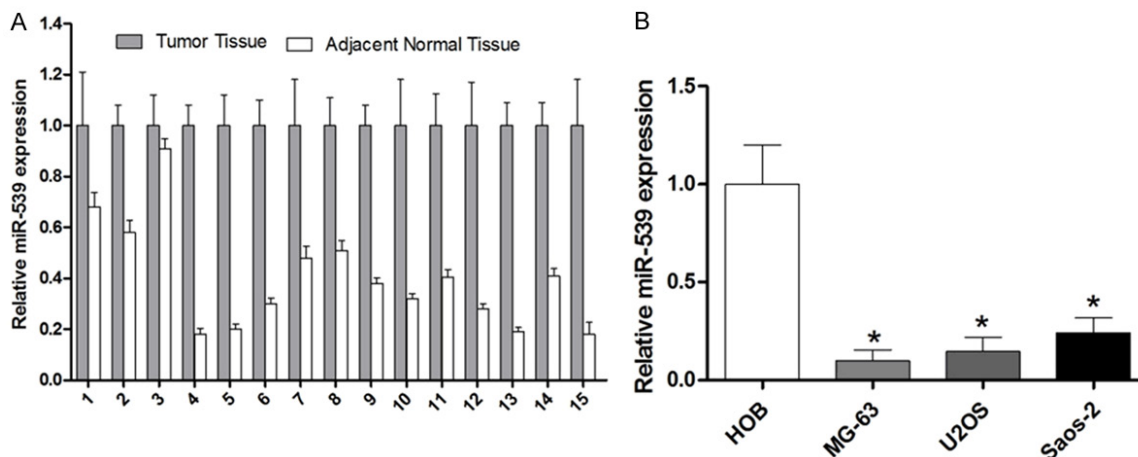 A
Relative miR-539 expression
1.4
1.2
1.0
0.8
0.6
0.4
0.2
0.0
Tumor Tissue
Adjacent Normal Tissue
1 2 3 4 5 6 7 8 9 10 11 12 13 14 15
B
Relative miR-539 expression
1.5
1.0
0.5
0.0
* * *
HOB MG-63 U2OS Saos-2